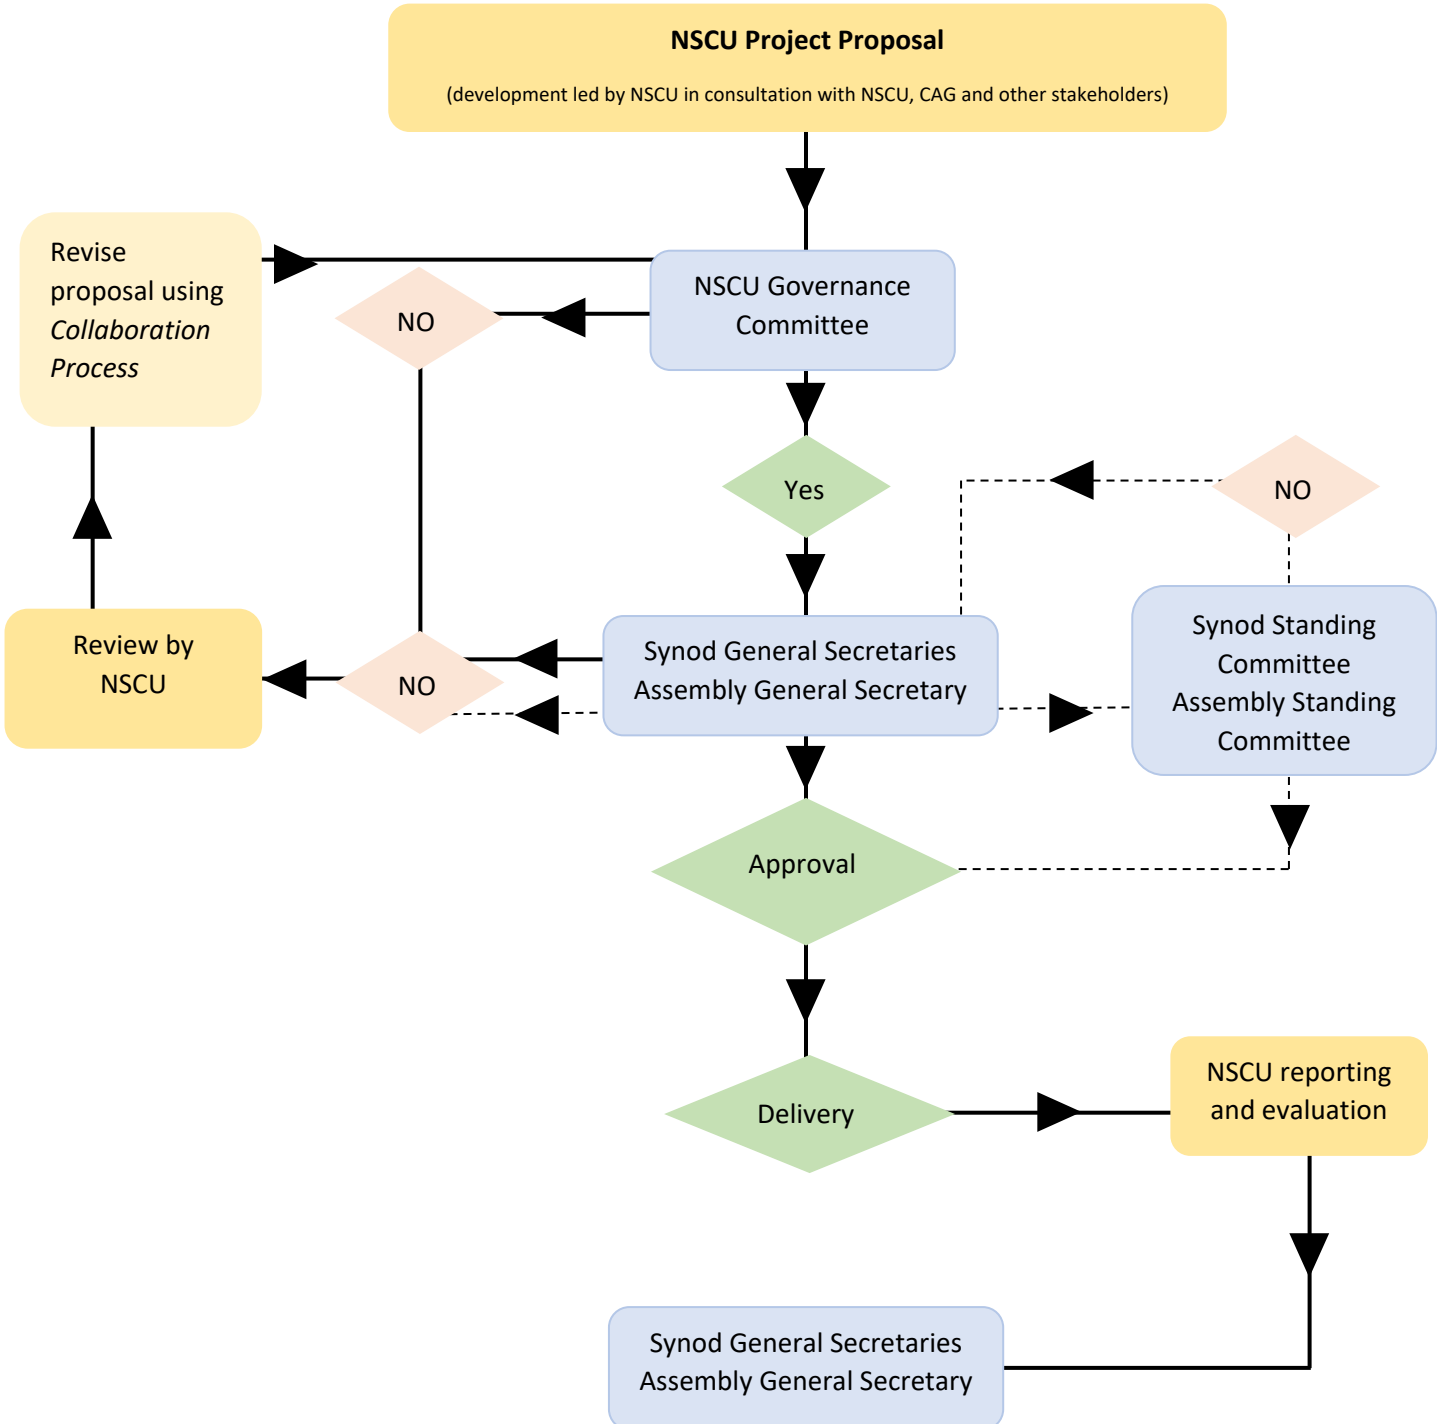 NSCU Project Proposal
(development led by NSCU in consultation with NSCU, CAG and other stakeholders)
Revise
proposal using
Collaboration
Process
NSCU Governance
Committee
NO
Yes
NO
Review by
NSCU
NO
Synod General Secretaries
Assembly General Secretary
Synod Standing
Committee
Assembly Standing
Committee
Approval
Delivery
NSCU reporting
and evaluation
Synod General Secretaries
Assembly General Secretary